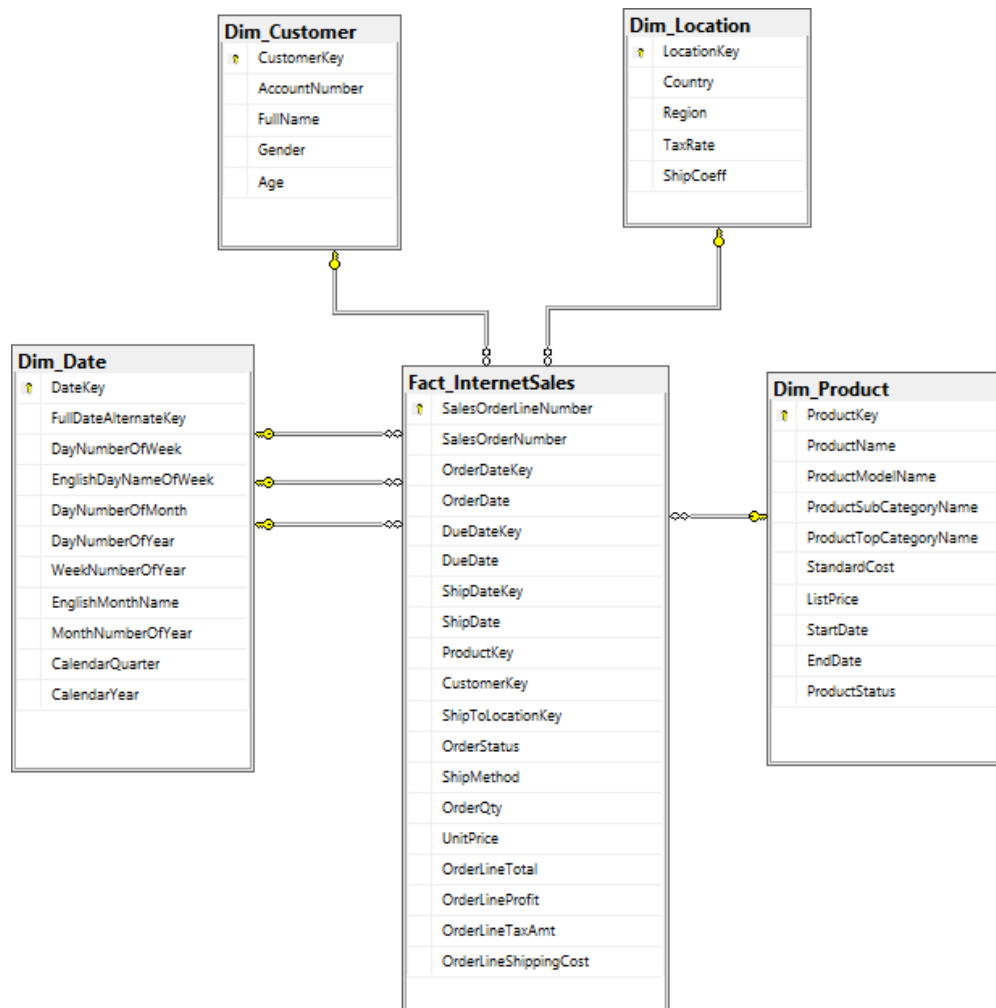 Dim_Customer
CustomerKey
AccountNumber
FullName
Gender
Age
Dim_Location
LocationKey
Country
Region
TaxRate
ShipCoeff
Dim_Date
DateKey
FullDateAlternateKey
DayNumberOfWeek
EnglishDayNameOfWeek
DayNumberOfMonth
DayNumberOfYear
WeekNumberOfYear
EnglishMonthName
MonthNumberOfYear
CalendarQuarter
CalendarYear
Fact_InternetSales
SalesOrderLineNumber
SalesOrderNumber
OrderDateKey
OrderDate
DueDateKey
DueDate
ShipDateKey
ShipDate
ProductKey
CustomerKey
ShipToLocationKey
OrderStatus
ShipMethod
OrderQty
UnitPrice
OrderLineTotal
OrderLineProfit
OrderLineTaxAmt
OrderLineShippingCost
Dim_Product
ProductKey
ProductName
ProductModelName
ProductSubCategoryName
ProductTopCategoryName
StandardCost
ListPrice
StartDate
EndDate
ProductStatus